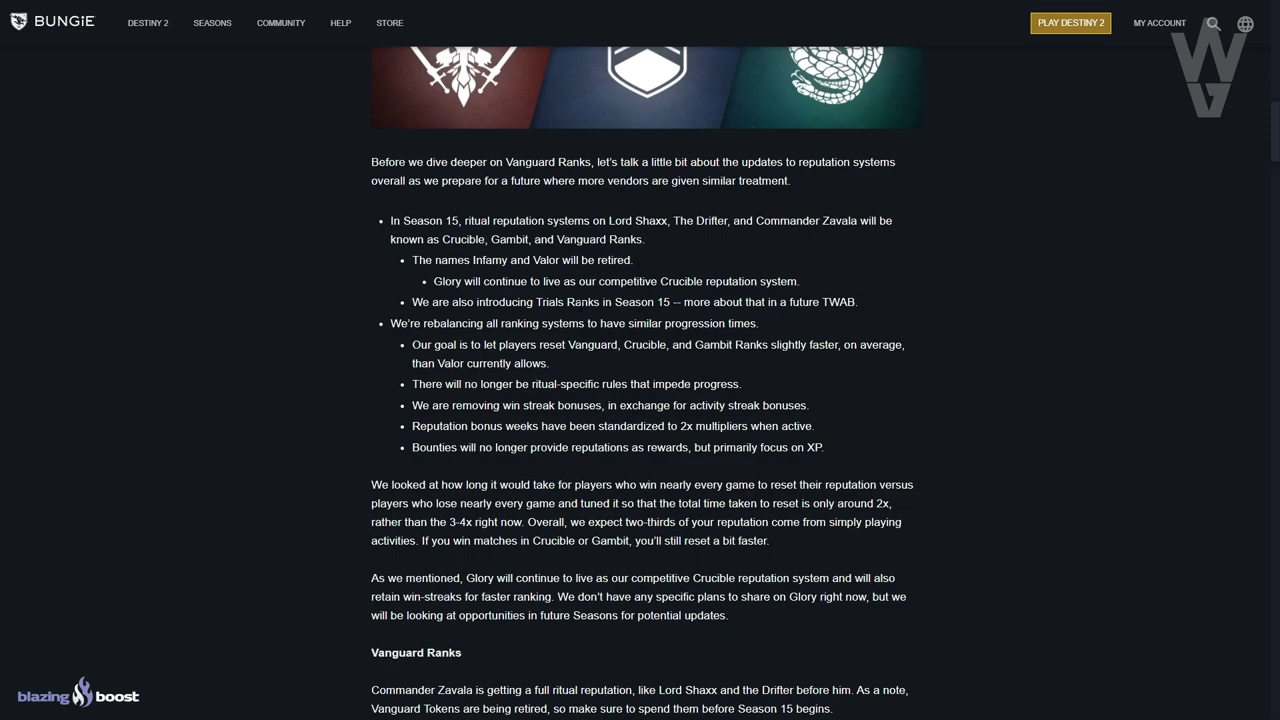 BUNGiE DESTINY 2 SEASONS COMMUNITY HELP STORE PLAY DESTINY 2 MY ACCOUNT
Before we dive deeper on Vanguard Ranks, let's talk a little bit about the updates to reputation systems
overall as we prepare for a future where more vendors are given similar treatment.
• In Season 15, ritual reputation systems on Lord Shaxx, The Drifter, and Commander Zavala will be
known as Crucible, Gambit, and Vanguard Ranks.
• The names Infamy and Valor will be retired.
• Glory will continue to live as our competitive Crucible reputation system.
• We are also introducing Trials Ranks in Season 15 -- more about that in a future TWAB.
• We're rebalancing all ranking systems to have similar progression times.
• Our goal is to let players reset Vanguard, Crucible, and Gambit Ranks slightly faster, on average,
than Valor currently allows.
• There will no longer be ritual-specific rules that impede progress.
• We are removing win streak bonuses, in exchange for activity streak bonuses.
• Reputation bonus weeks have been standardized to 2x multipliers when active.
• Bounties will no longer provide reputations as rewards, but primarily focus on XP.
We looked at how long it would take for players who win nearly every game to reset their reputation versus
players who lose nearly every game and tuned it so that the total time taken to reset is only around 2x,
rather than the 3-4x right now. Overall, we expect two-thirds of your reputation come from simply playing
activities. If you win matches in Crucible or Gambit, you'll still reset a bit faster.
As we mentioned, Glory will continue to live as our competitive Crucible reputation system and will also
retain win-streaks for faster ranking. We don't have any specific plans to share on Glory right now, but we
will be looking at opportunities in future Seasons for potential updates.
Vanguard Ranks
Commander Zavala is getting a full ritual reputation, like Lord Shaxx and the Drifter before him. As a note,
Vanguard Tokens are being retired, so make sure to spend them before Season 15 begins.
blazing boost